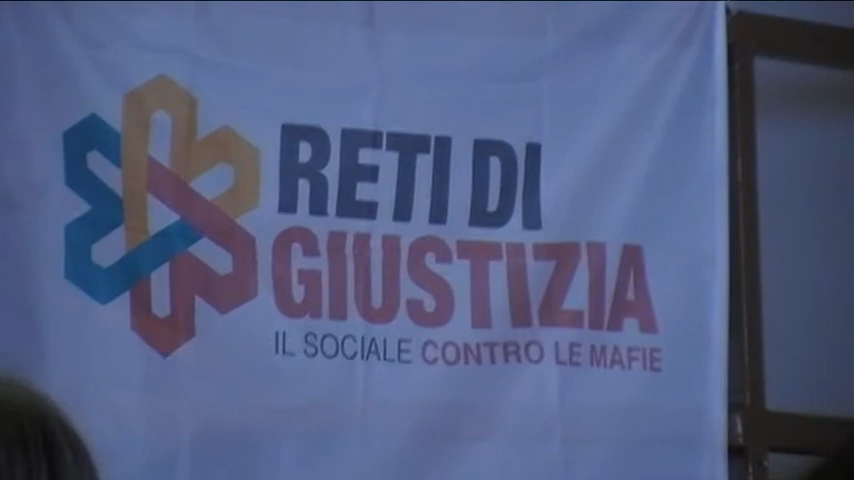 RETI DI
GIUSTIZIA
IL SOCIALE CONTRO LE MAFIE